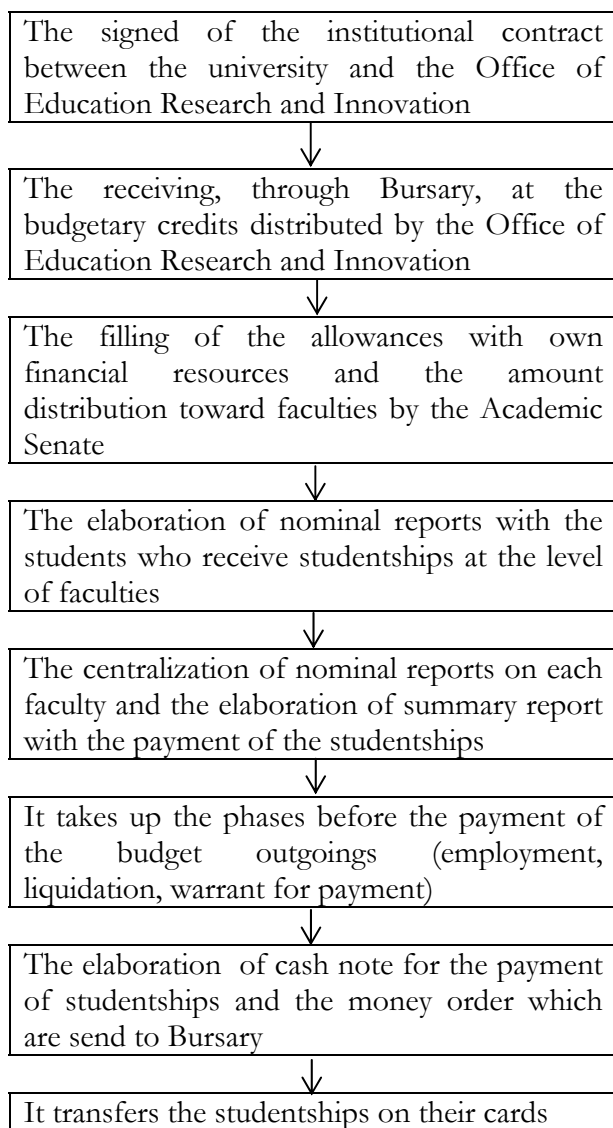 The signed of the institutional contract
between the university and the Office of
Education Research and Innovation
The receiving, through Bursary, at the
budgetary credits distributed by the Office of
Education Research and Innovation
The filling of the allowances with own
financial resources and the amount
distribution toward faculties by the Academic
Senate
The elaboration of nominal reports with the
students who receive studentships at the level
of faculties
The centralization of nominal reports on each
faculty and the elaboration of summary report
with the payment of the studentships
It takes up the phases before the payment of
the budget outgoings (employment,
liquidation, warrant for payment)
The elaboration of cash note for the payment
of studentships and the money order which
are send to Bursary
It transfers the studentships on their cards